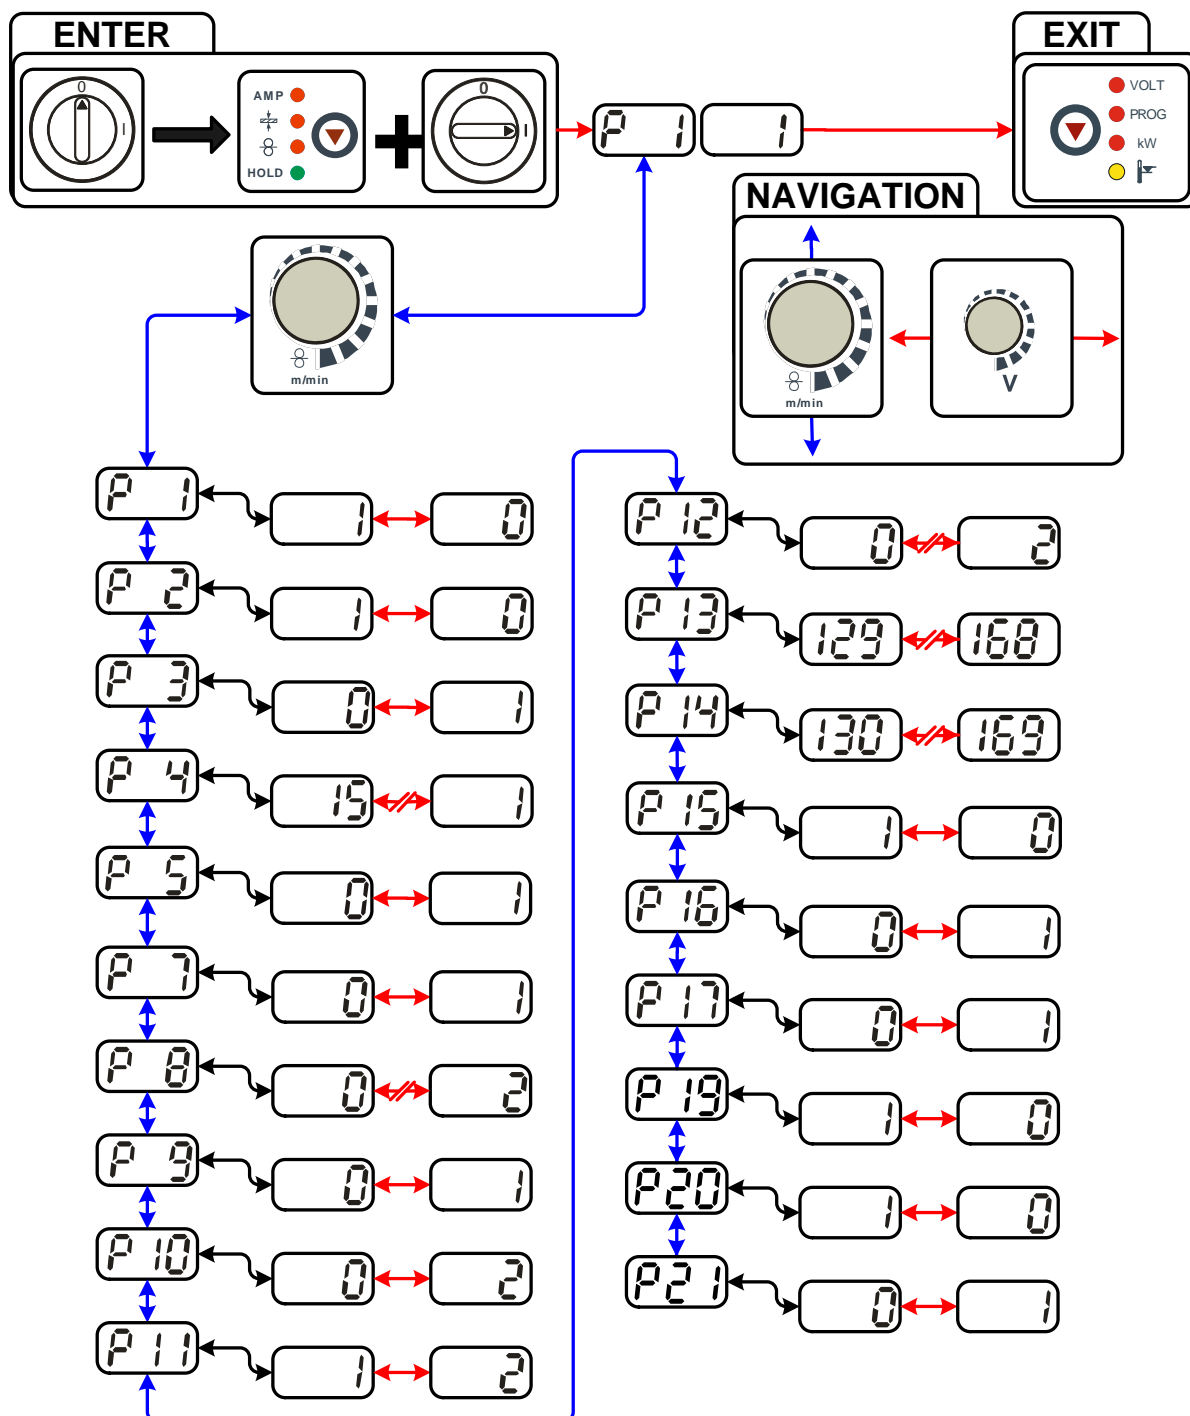 ENTER
EXIT
0
I
AMP
HOLD
0
I
P 1
1
VOLT
PROG
kW
NAVIGATION
m/min
m/min
V
P 1 1 0
P 2 1 0
P 3 0 1
P 4 15 1
P 5 0 1
P 7 0 1
P 8 0 2
P 9 0 1
P 10 0 2
P 11 1 2
P 12 0 2
P 13 129 168
P 14 130 169
P 15 1 0
P 16 0 1
P 17 0 1
P 19 1 0
P20 1 0
P21 0 1